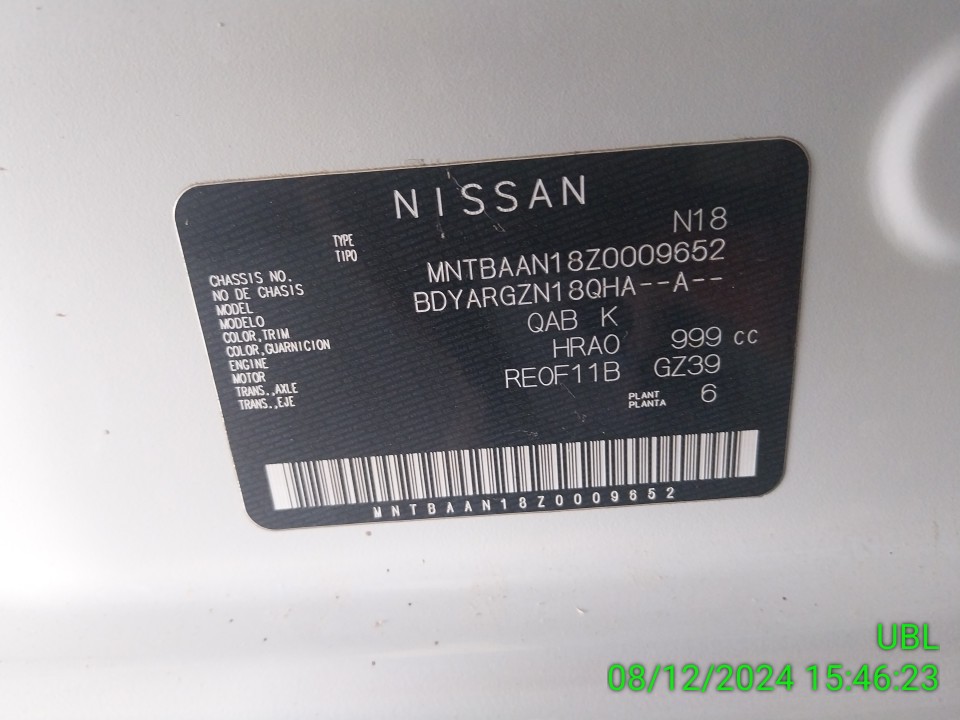 NISSAN
TYPE
TIPO N18
CHASSIS NO.
NO DE CHASSIS MNTBAAN18Z0009652
MODEL
MODELO BDYARGZN18QHA--A--
COLOR,TRIM
COLOR,GUARNICION QAB K
ENGINE
MOTOR HRA0 999 cc
TRANS.,AXLE
TRANS.,EJE RE0F11B GZ39
PLANT
PLANTA 6
MNTBAAN18Z0009652
UBL
08/12/2024 15:46:23